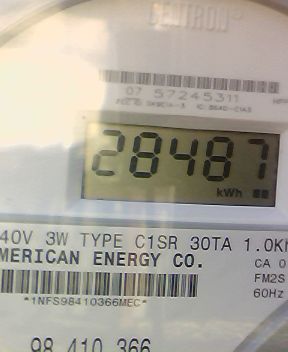 CENTRON
07 57245311
28487
kWh
40V 3W TYPE C1SR 30TA 1.0K
MERICAN ENERGY CO.
CA 0
FM2S
60Hz
*1NFS98410366MEC*
98 410 366